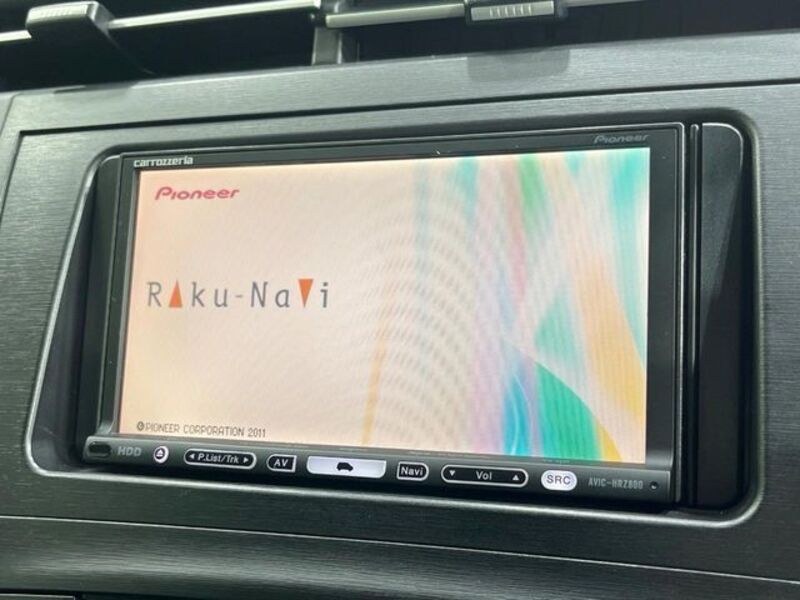 carrozzeria
Pioneer
Pioneer
Raku-Navi
©PIONEER CORPORATION 2011
HDD
◄ P.List/Trk ►
AV
Navi
▼ Vol ▲
SRC
AVIC-HRZ800